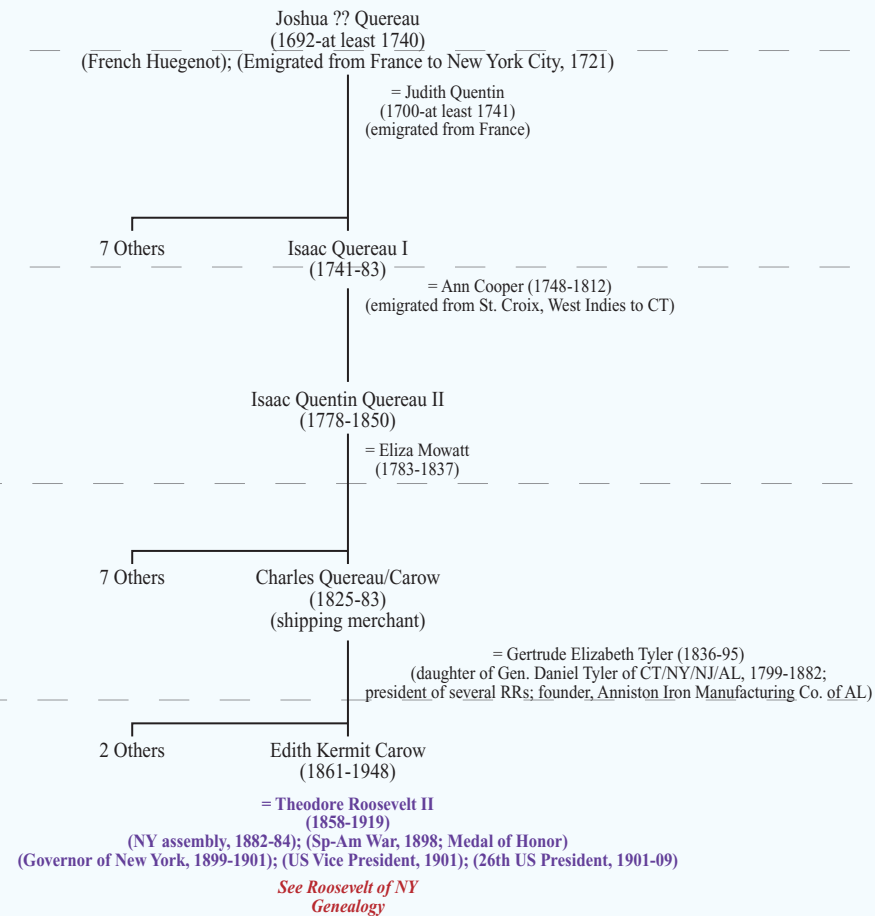 Joshua ?? Quereau
(1692-at least 1740)
(French Huegenot); (Emigrated from France to New York City, 1721)
= Judith Quentin
(1700-at least 1741)
(emigrated from France)
7 Others
Isaac Quereau I
(1741-83)
= Ann Cooper (1748-1812)
(emigrated from St. Croix, West Indies to CT)
Isaac Quentin Quereau II
(1778-1850)
= Eliza Mowatt
(1783-1837)
7 Others
Charles Quereau/Carow
(1825-83)
(shipping merchant)
= Gertrude Elizabeth Tyler (1836-95)
(daughter of Gen. Daniel Tyler of CT/NY/NJ/AL, 1799-1882;
president of several RRs; founder, Anniston Iron Manufacturing Co. of AL)
2 Others
Edith Kermit Carow
(1861-1948)
= Theodore Roosevelt II
(1858-1919)
(NY assembly, 1882-84); (Sp-Am War, 1898; Medal of Honor)
(Governor of New York, 1899-1901); (US Vice President, 1901); (26th US President, 1901-09)
See Roosevelt of NY
Genealogy